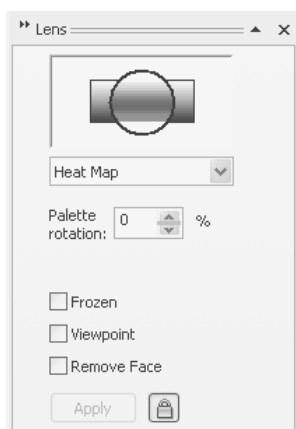 Lens
Heat Map
Palette
rotation: 0 %
Frozen
Viewpoint
Remove Face
Apply